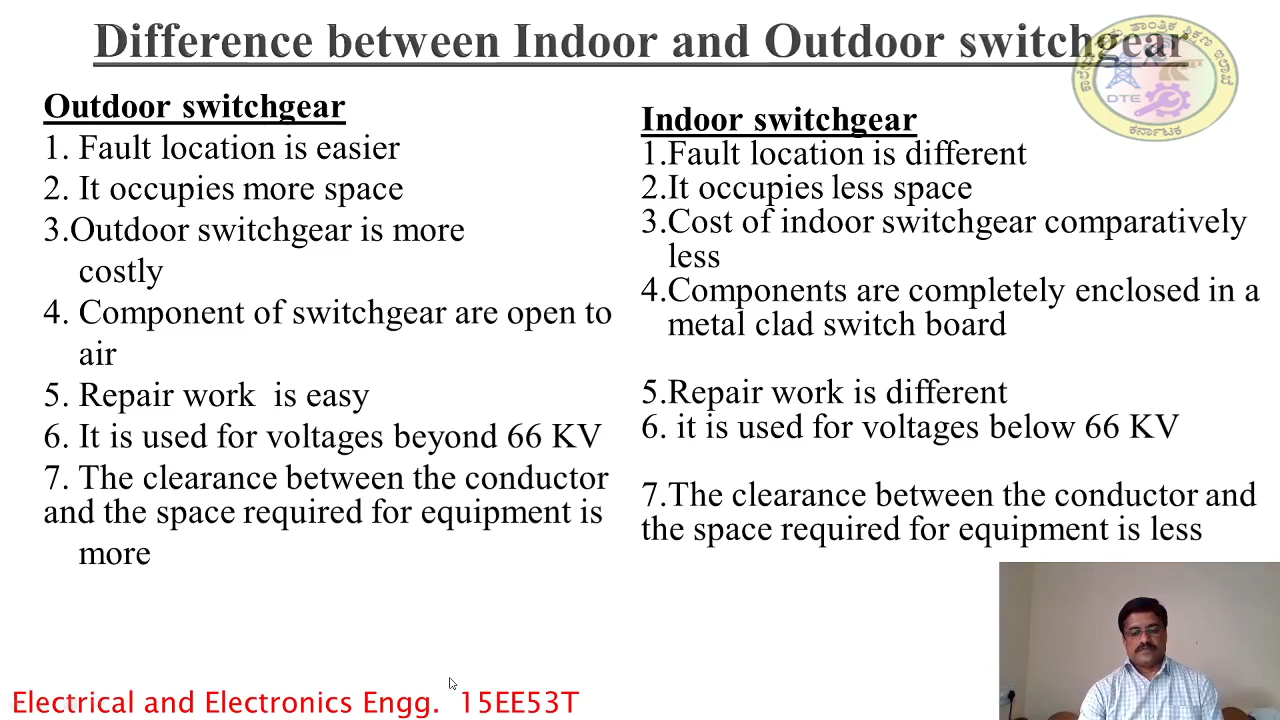 Difference between Indoor and Outdoor switchgear
Outdoor switchgear
1. Fault location is easier
2. It occupies more space
3.Outdoor switchgear is more
costly
4. Component of switchgear are open to
air
5. Repair work is easy
6. It is used for voltages beyond 66 KV
7. The clearance between the conductor
and the space required for equipment is
more
Indoor switchgear
1.Fault location is different
2.It occupies less space
3.Cost of indoor switchgear comparatively
less
4.Components are completely enclosed in a
metal clad switch board
5.Repair work is different
6. it is used for voltages below 66 KV
7.The clearance between the conductor and
the space required for equipment is less
DTE
ಕರ್ನಾಟಕ
Electrical and Electronics Engg. 15EE53T